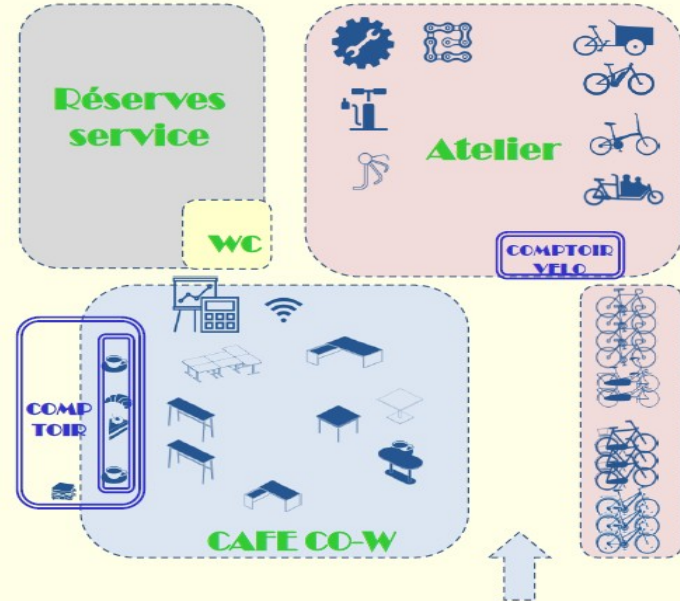 Réserves
service
Atelier
WC
COMPTOIR
VELO
COMP
TOIR
CAFE CO-W